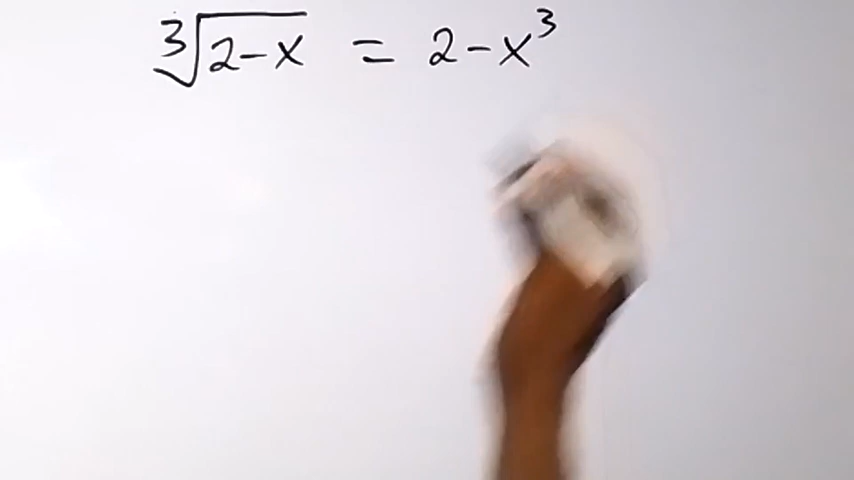 ∛(2-x) = 2-x³